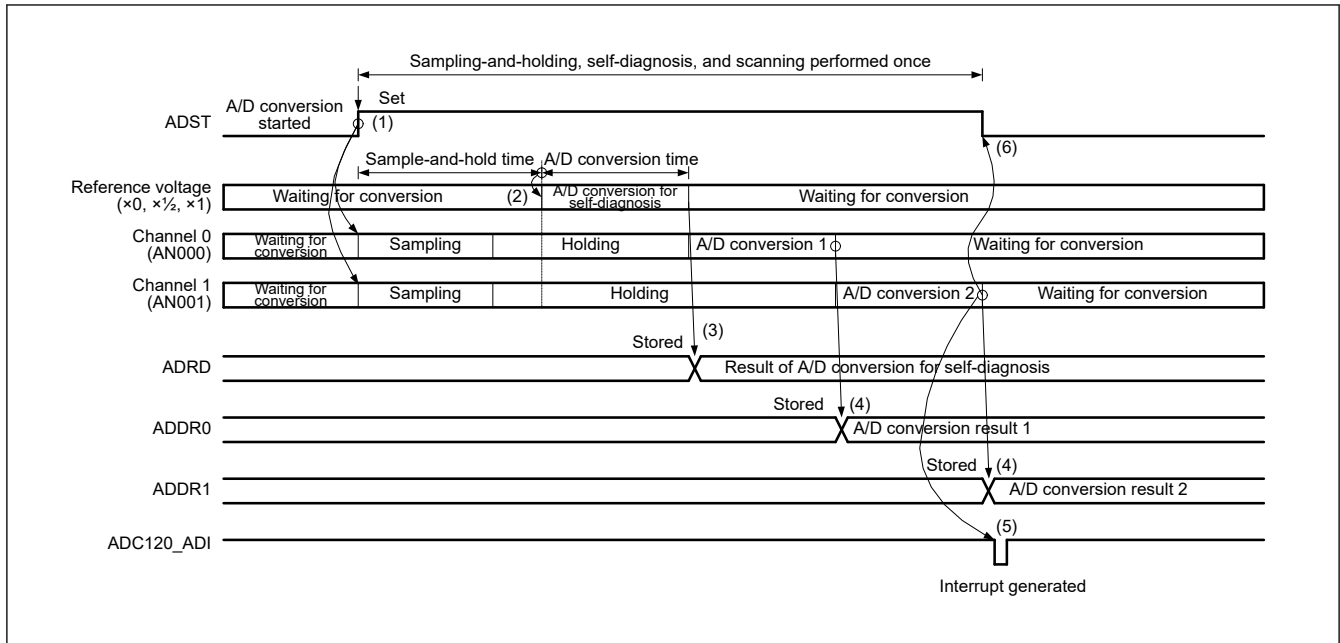 Sampling-and-holding, self-diagnosis, and scanning performed once
A/D conversion
started
Set
ADST
(1)
(6)
Sample-and-hold time
A/D conversion time
Reference voltage
(×0, ×½, ×1)
Waiting for conversion
(2)
A/D conversion for
self-diagnosis
Waiting for conversion
Channel 0
(AN000)
Waiting for
conversion
Sampling
Holding
A/D conversion 1
Waiting for conversion
Channel 1
(AN001)
Waiting for
conversion
Sampling
Holding
A/D conversion 2
Waiting for conversion
Stored
(3)
ADRD
Result of A/D conversion for self-diagnosis
Stored
(4)
ADDR0
A/D conversion result 1
Stored
(4)
ADDR1
A/D conversion result 2
(5)
ADC120_ADI
Interrupt generated